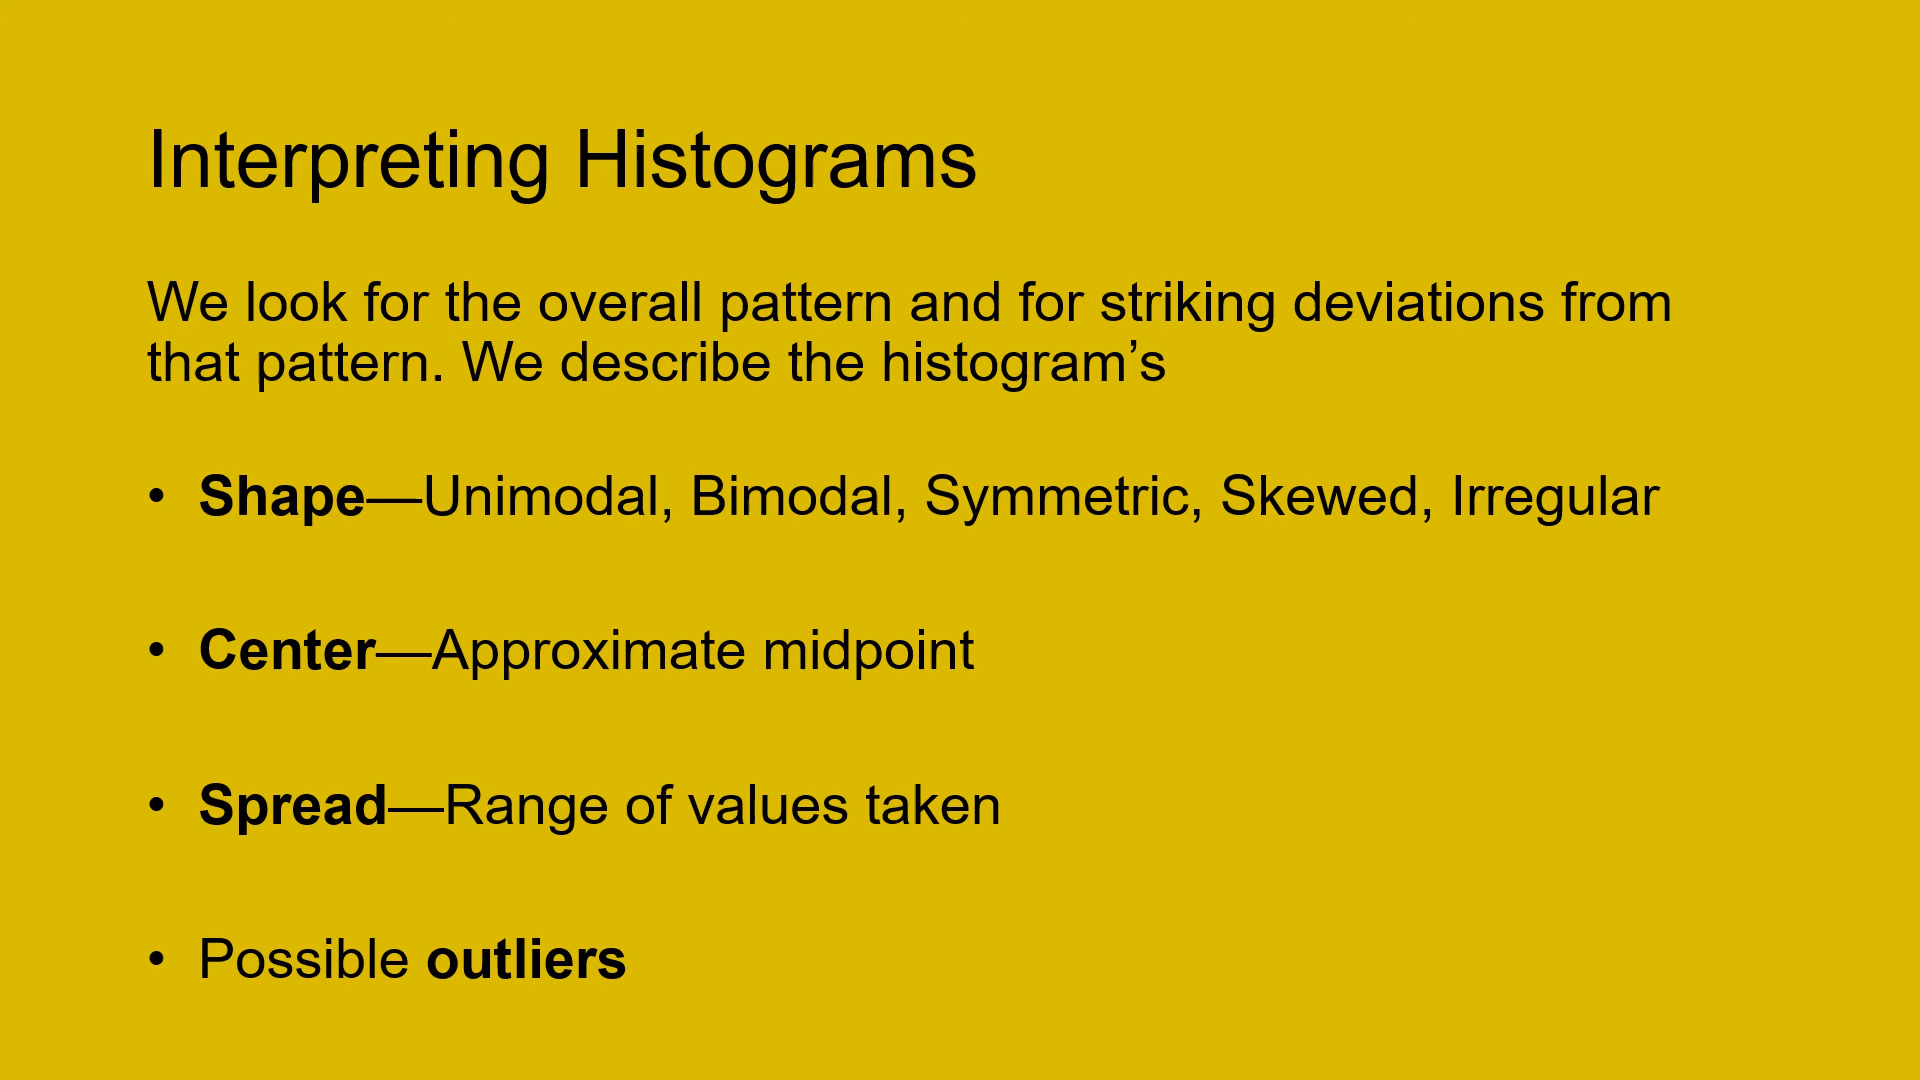 Interpreting Histograms
We look for the overall pattern and for striking deviations from
that pattern. We describe the histogram’s
• Shape—Unimodal, Bimodal, Symmetric, Skewed, Irregular
• Center—Approximate midpoint
• Spread—Range of values taken
• Possible outliers